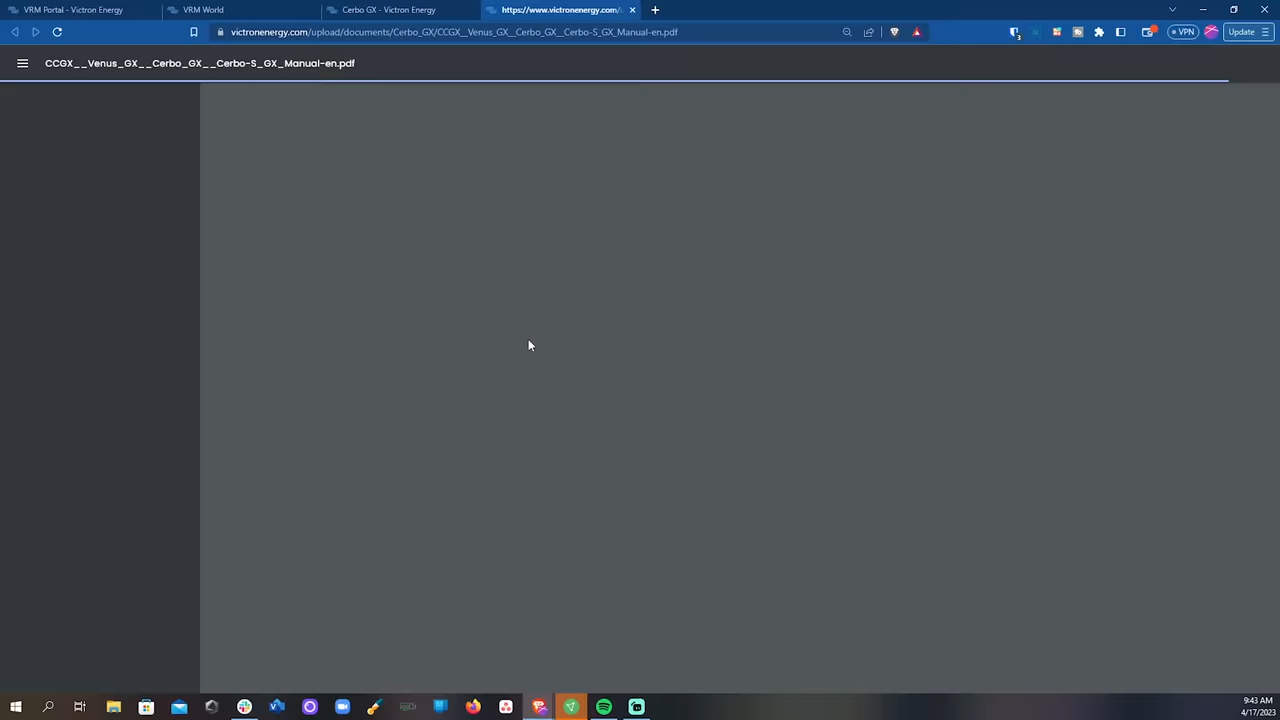 VRM Portal - Victron Energy
VRM World
Cerbo GX - Victron Energy
https://www.victronenergy.com/u
victronenergy.com/upload/documents/Cerbo_GX/CCGX__Venus_GX__Cerbo_GX__Cerbo-S_GX_Manual-en.pdf
3
VPN
Update
CCGX__Venus_GX__Cerbo_GX__Cerbo-S_GX_Manual-en.pdf
9:43 AM
4/17/2023